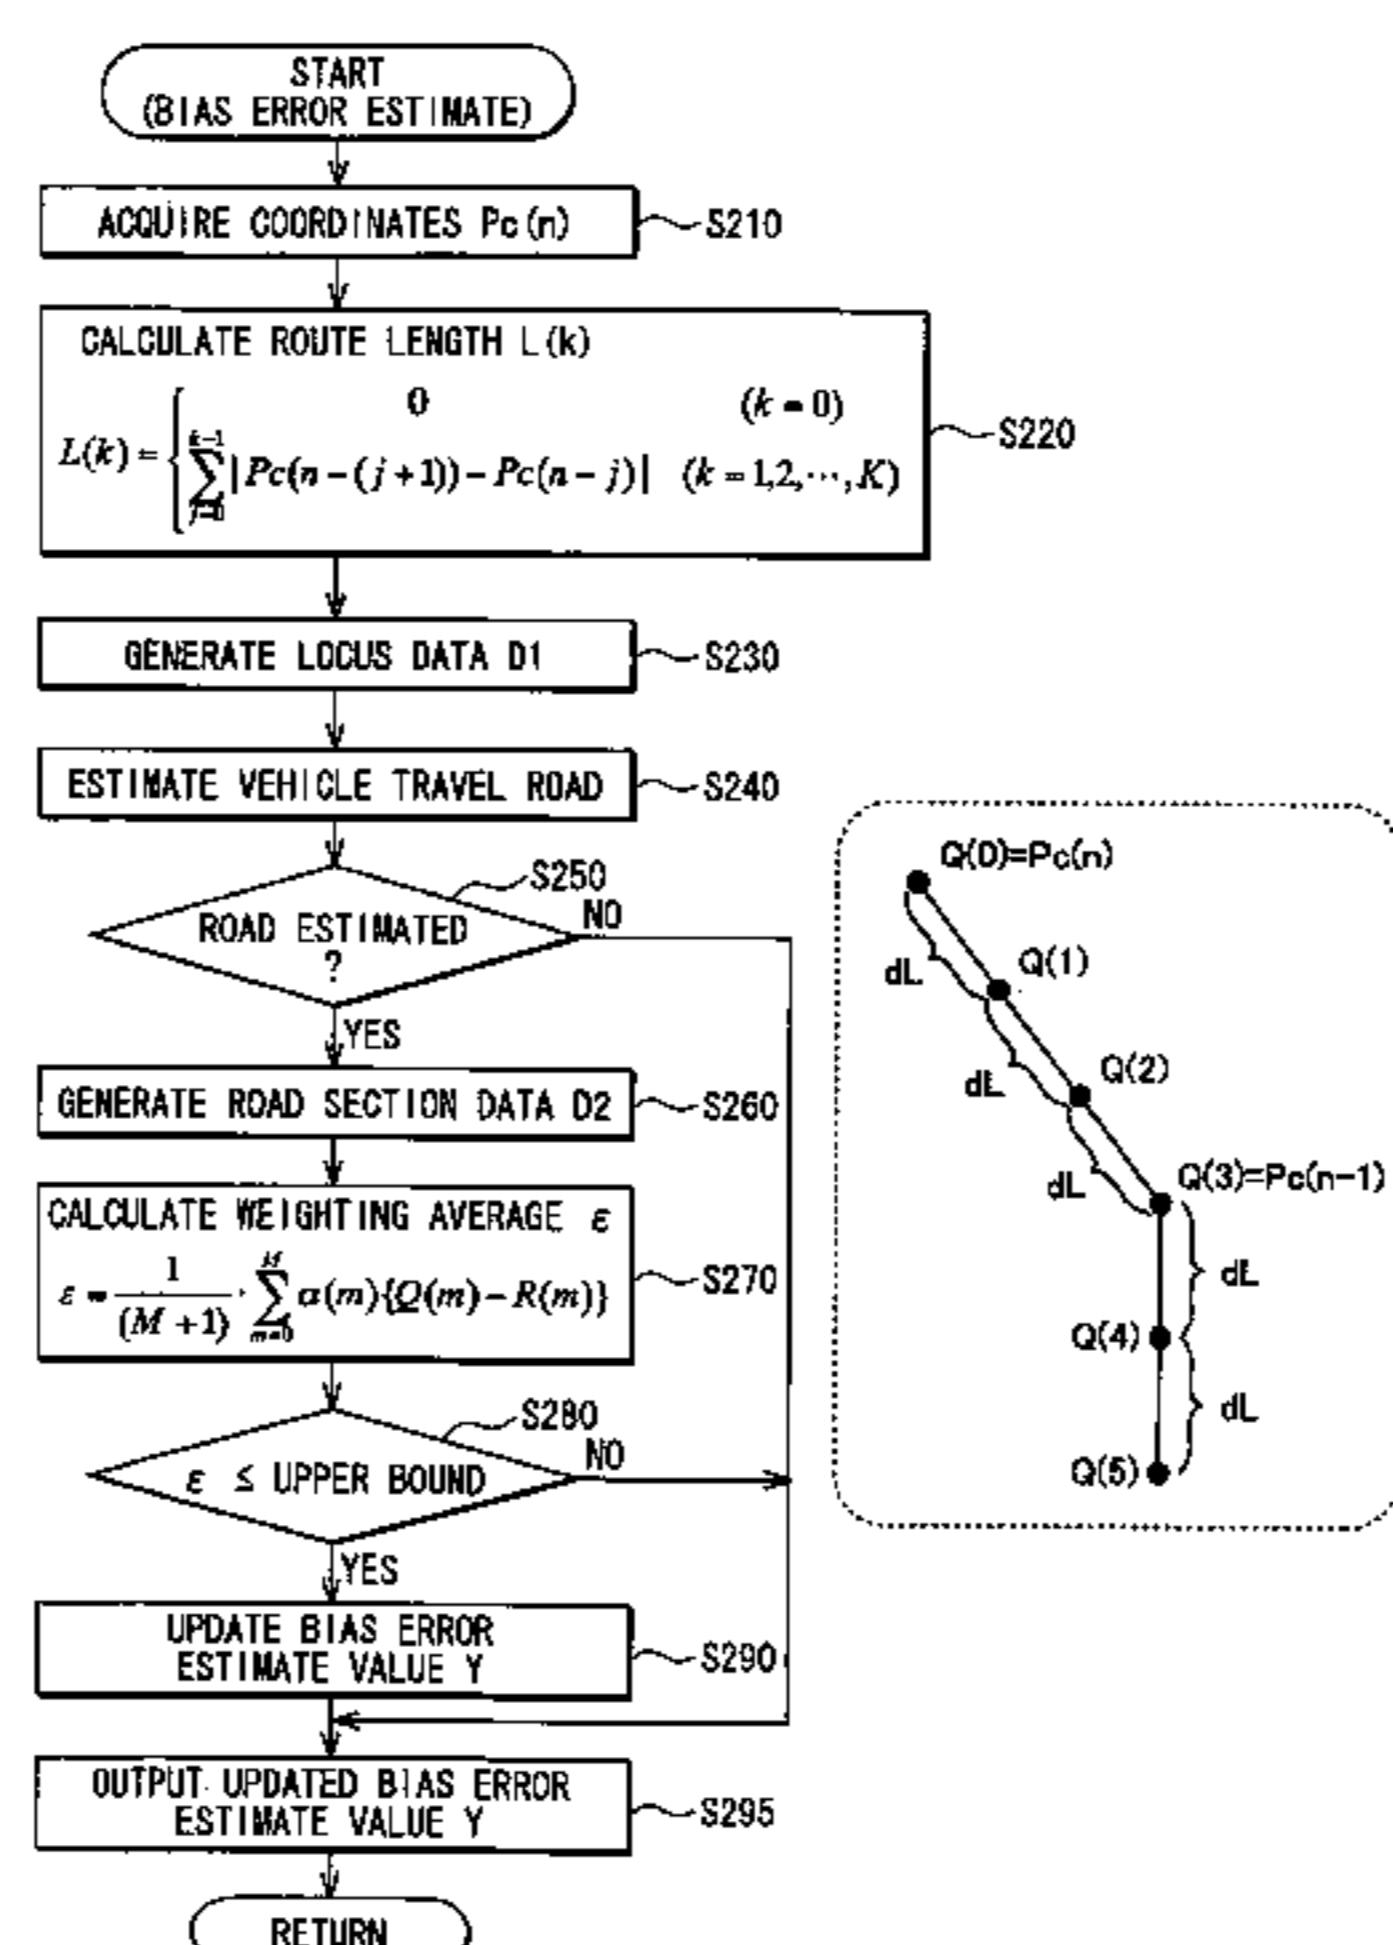 START
(BIAS ERROR ESTIMATE)
ACQUIRE COORDINATES Pc(n)
S210
CALCULATE ROUTE LENGTH L(k)
0 (k = 0)
L(k) = { ∑ j=0 k−1 |Pc(n − (j + 1)) − Pc(n − j)| (k = 1,2,⋯,K)
S220
GENERATE LOCUS DATA D1
S230
ESTIMATE VEHICLE TRAVEL ROAD
S240
S250
ROAD ESTIMATED
?
NO
YES
GENERATE ROAD SECTION DATA D2
S260
CALCULATE WEIGHTING AVERAGE ε
ε = 1/(M + 1) · ∑ m=0 M α(m){Q(m) − R(m)}
S270
S280
ε ≤ UPPER BOUND
NO
YES
UPDATE BIAS ERROR
ESTIMATE VALUE Y
S290
OUTPUT UPDATED BIAS ERROR
ESTIMATE VALUE Y
S295
RETURN
Q(0)=Pc(n)
dL
Q(1)
dL
Q(2)
dL
Q(3)=Pc(n-1)
dL
Q(4)
dL
Q(5)